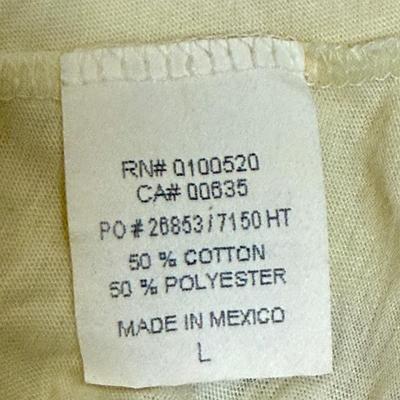 RN# 0100520
CA# 00635
PO # 26853 / 7150 HT
50 % COTTON
50 % POLYESTER
MADE IN MEXICO
L